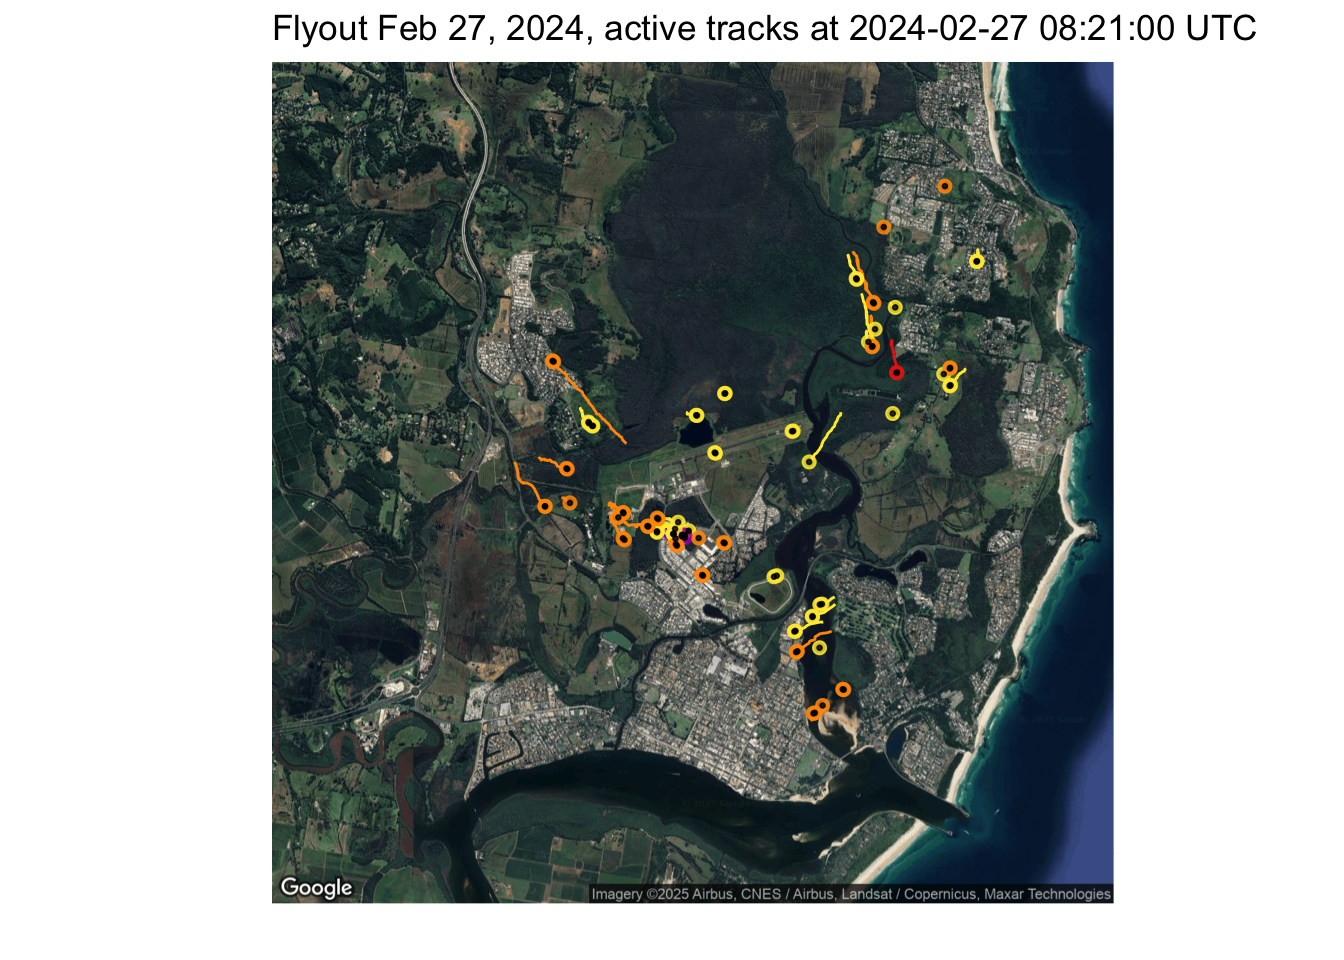 Flyout Feb 27, 2024, active tracks at 2024-02-27 08:21:00 UTC
Google
Imagery ©2025 Airbus, CNES / Airbus, Landsat / Copernicus, Maxar Technologies